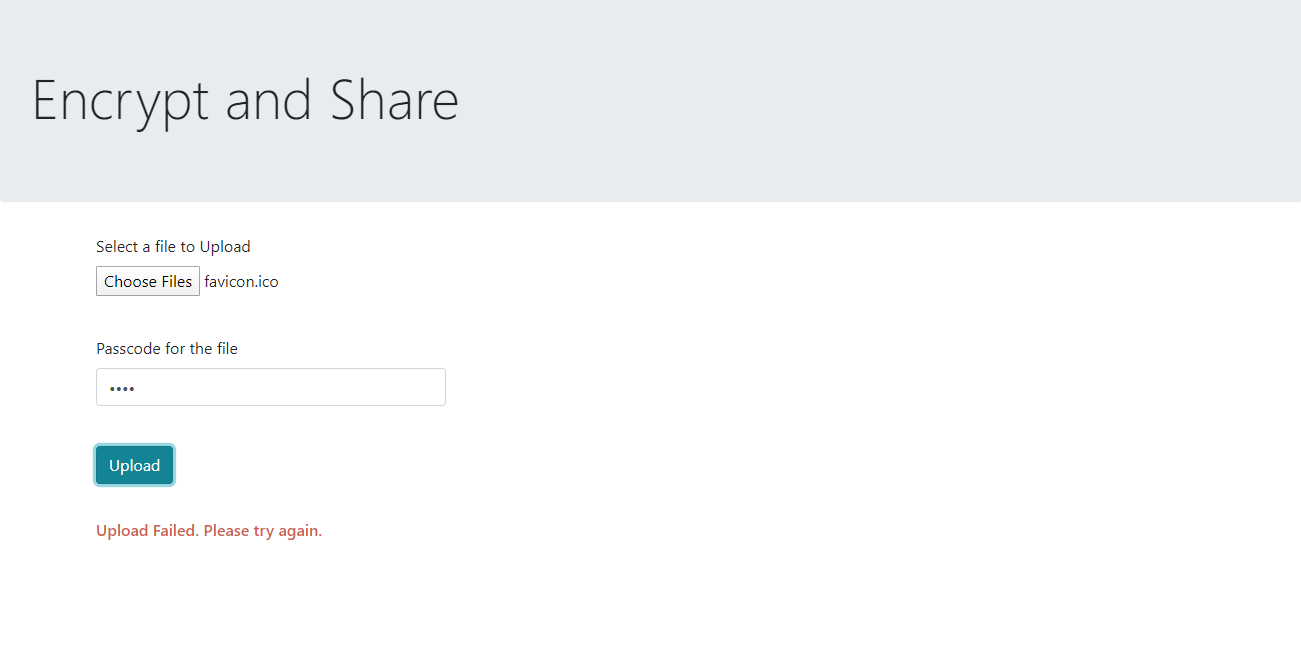 Encrypt and Share
Select a file to Upload
Choose Files favicon.ico
Passcode for the file
••••
Upload
Upload Failed. Please try again.